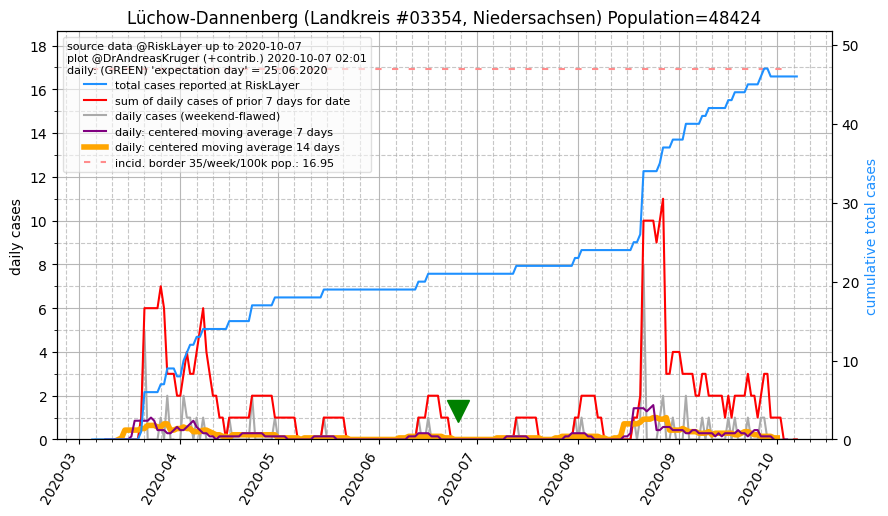 Lüchow-Dannenberg (Landkreis #03354, Niedersachsen) Population=48424
source data @RiskLayer up to 2020-10-07
plot @DrAndreasKruger (+contrib.) 2020-10-07 02:01
daily: (GREEN) 'expectation day' = 25.06.2020
total cases reported at RiskLayer
sum of daily cases of prior 7 days for date
daily cases (weekend-flawed)
daily: centered moving average 7 days
daily: centered moving average 14 days
incid. border 35/week/100k pop.: 16.95
daily cases
18
16
14
12
10
8
6
4
2
0
cumulative total cases
50
40
30
20
10
0
2020-03
2020-04
2020-05
2020-06
2020-07
2020-08
2020-09
2020-10